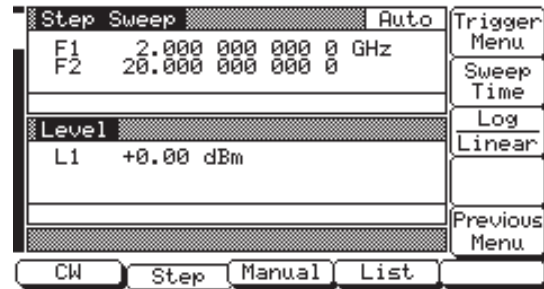 Step Sweep Auto
F1 2.000 000 000 0 GHz
F2 20.000 000 000 0
Level
L1 +0.00 dBm
Trigger
Menu
Sweep
Time
Log
Linear
Previous
Menu
CW Step Manual List